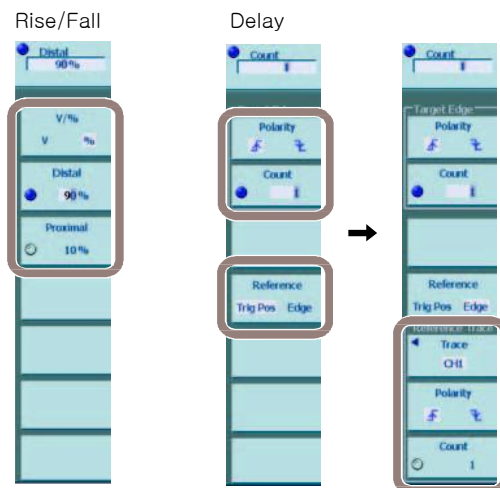 Rise/Fall
Distal
90%
V/%
V %
Distal
90%
Proximal
10%
Delay
Count
1
Polarity
Count
1
Reference
Trig Pos Edge
Count
1
Target Edge
Polarity
Count
1
Reference
Trig Pos Edge
Reference Trace
Trace
CH1
Polarity
Count
1